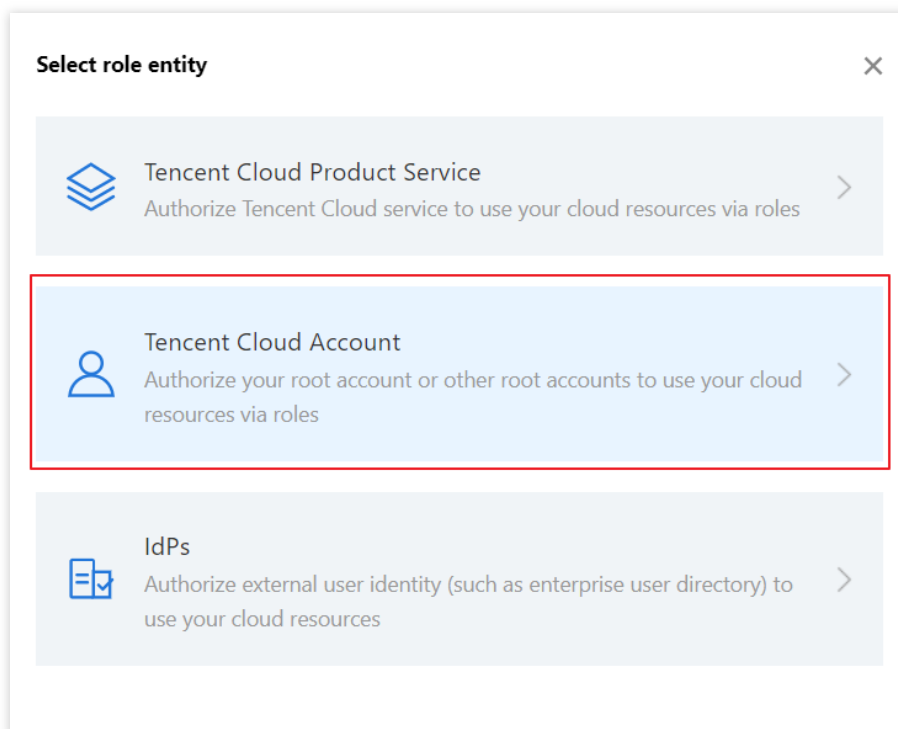 Select role entity
Tencent Cloud Product Service
Authorize Tencent Cloud service to use your cloud resources via roles
Tencent Cloud Account
Authorize your root account or other root accounts to use your cloud
resources via roles
IdPs
Authorize external user identity (such as enterprise user directory) to
use your cloud resources